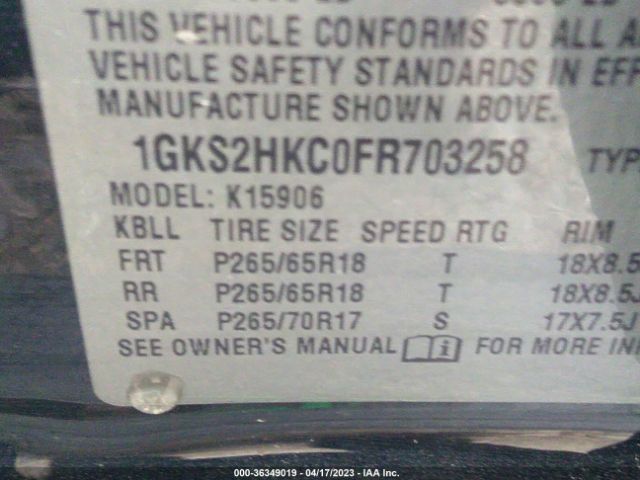 THIS VEHICLE CONFORMS TO ALL A
VEHICLE SAFETY STANDARDS IN EFF
MANUFACTURE SHOWN ABOVE.
1GKS2HKC0FR703258 TYP
MODEL: K15906
KBLL TIRE SIZE SPEED RTG RIM
FRT P265/65R18 T 18X8.5
RR P265/65R18 T 18X8.5J
SPA P265/70R17 S 17X7.5J
SEE OWNER'S MANUAL FOR MORE IN
000-36349019 - 04/17/2023 - IAA Inc.